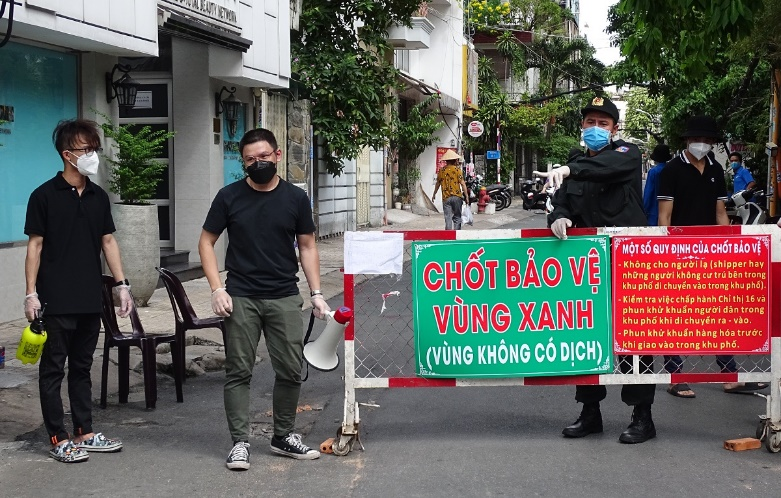 BEAUTY NETWORK
CHỐT BẢO VỆ
VÙNG XANH
(VÙNG KHÔNG CÓ DỊCH)
MỘT SỐ QUY ĐỊNH CỦA CHỐT BẢO VỆ
- Không cho người lạ (shipper hay
những người không cư trú bên trong
khu phố di chuyển vào trong khu phố).
- Kiểm tra việc chấp hành Chỉ thị 16 và
phun khử khuẩn người dân trong
khu phố khi di chuyển ra - vào.
- Phun khử khuẩn hàng hóa trước
khi giao vào trong khu phố.